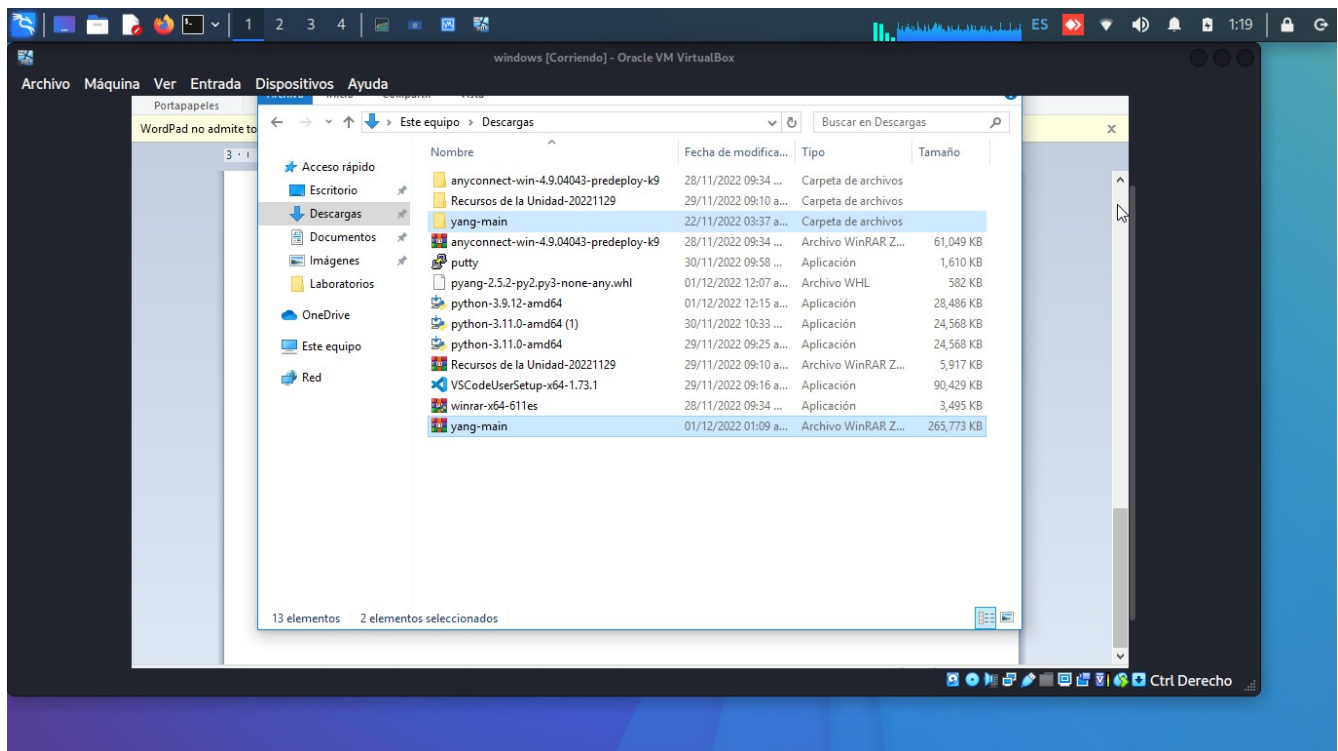 1 2 3 4 ES 1:19
windows [Corriendo] - Oracle VM VirtualBox
Archivo Máquina Ver Entrada Dispositivos Ayuda
Portapapeles
WordPad no admite to
x
Este equipo > Descargas
Buscar en Descargas
3
Nombre Fecha de modifica... Tipo Tamaño
Acceso rápido
Escritorio
Descargas
Documentos
Imágenes
Laboratorios
OneDrive
Este equipo
Red
anyconnect-win-4.9.04043-predeploy-k9 28/11/2022 09:34 ... Carpeta de archivos
Recursos de la Unidad-20221129 29/11/2022 09:10 a... Carpeta de archivos
yang-main 22/11/2022 03:37 a... Carpeta de archivos
anyconnect-win-4.9.04043-predeploy-k9 28/11/2022 09:34 ... Archivo WinRAR Z... 61,049 KB
putty 30/11/2022 09:58 ... Aplicación 1,610 KB
pyang-2.5.2-py2.py3-none-any.whl 01/12/2022 12:07 a... Archivo WHL 582 KB
python-3.9.12-amd64 01/12/2022 12:15 a... Aplicación 28,486 KB
python-3.11.0-amd64 (1) 30/11/2022 10:33 ... Aplicación 24,568 KB
python-3.11.0-amd64 29/11/2022 09:25 a... Aplicación 24,568 KB
Recursos de la Unidad-20221129 29/11/2022 09:10 a... Archivo WinRAR Z... 5,917 KB
VSCodeUserSetup-x64-1.73.1 29/11/2022 09:16 a... Aplicación 90,429 KB
winrar-x64-611es 28/11/2022 09:34 ... Aplicación 3,495 KB
yang-main 01/12/2022 01:09 a... Archivo WinRAR Z... 265,773 KB
13 elementos 2 elementos seleccionados
Ctrl Derecho